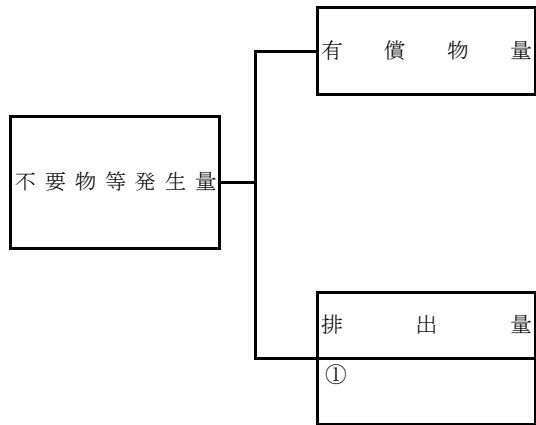 有償物量
不要物等発生量
排出量
①